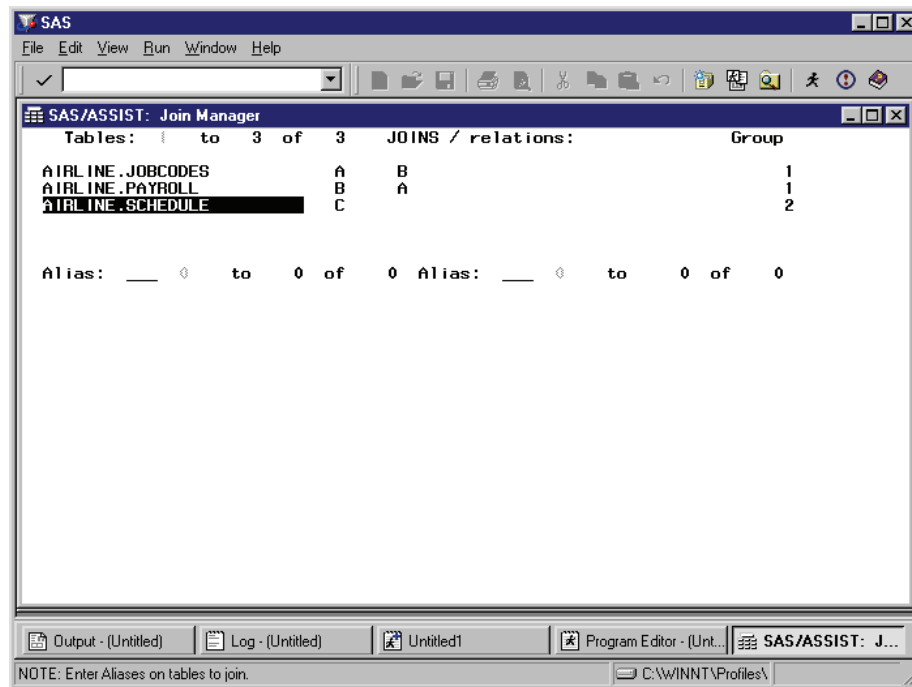 SAS
File Edit View Run Window Help
SAS/ASSIST: Join Manager
Tables: to 3 of 3 JOINS / relations: Group
AIRLINE.JOBCODES A B 1
AIRLINE.PAYROLL B A 1
AIRLINE.SCHEDULE C 2
Alias: ___ to 0 of 0 Alias: ___ to 0 of 0
Output - (Untitled) Log - (Untitled) Untitled1 Program Editor - (Unt... SAS/ASSIST: J...
NOTE: Enter Aliases on tables to join. C:\WINNT\Profiles\